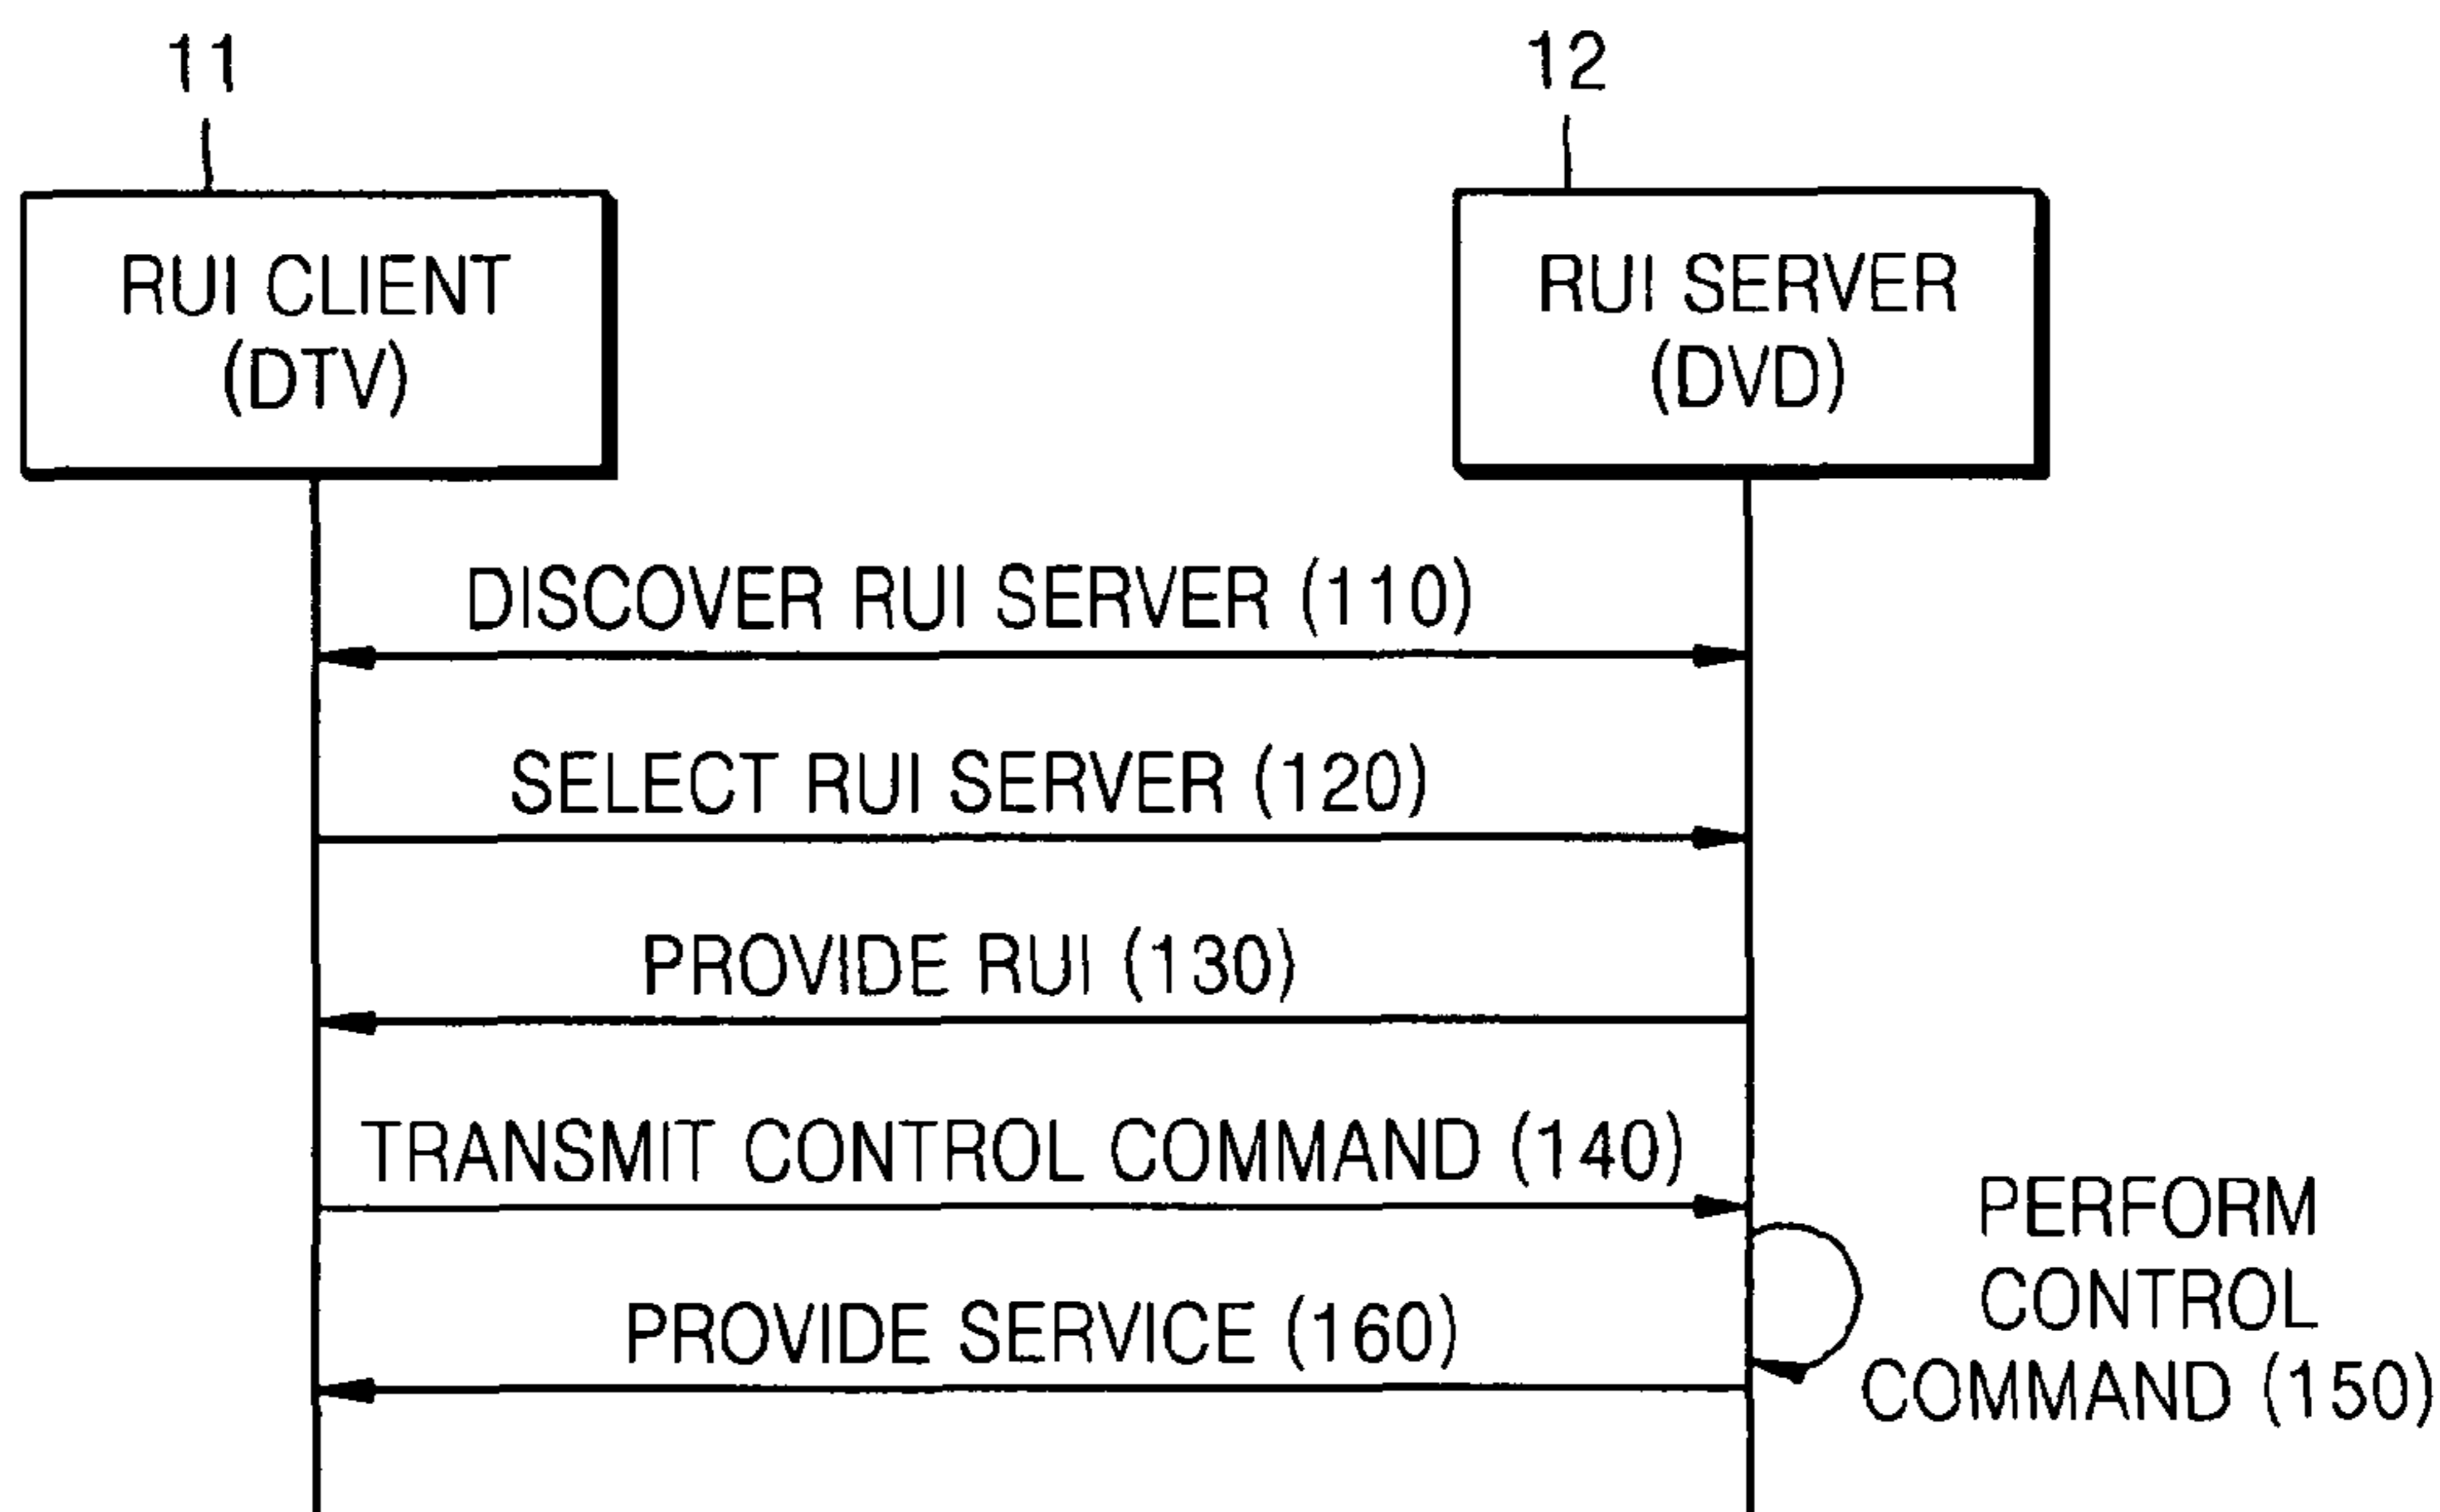 11
12
RUI CLIENT
(DTV)
RUI SERVER
(DVD)
DISCOVER RUI SERVER (110)
SELECT RUI SERVER (120)
PROVIDE RUI (130)
TRANSMIT CONTROL COMMAND (140)
PERFORM
CONTROL
COMMAND (150)
PROVIDE SERVICE (160)